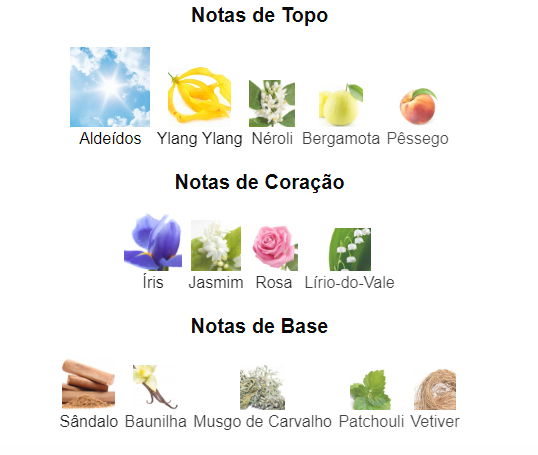 Notas de Topo
Aldeídos Ylang Ylang Néroli Bergamota Pêssego
Notas de Coração
Íris Jasmim Rosa Lírio-do-Vale
Notas de Base
Sândalo Baunilha Musgo de Carvalho Patchouli Vetiver